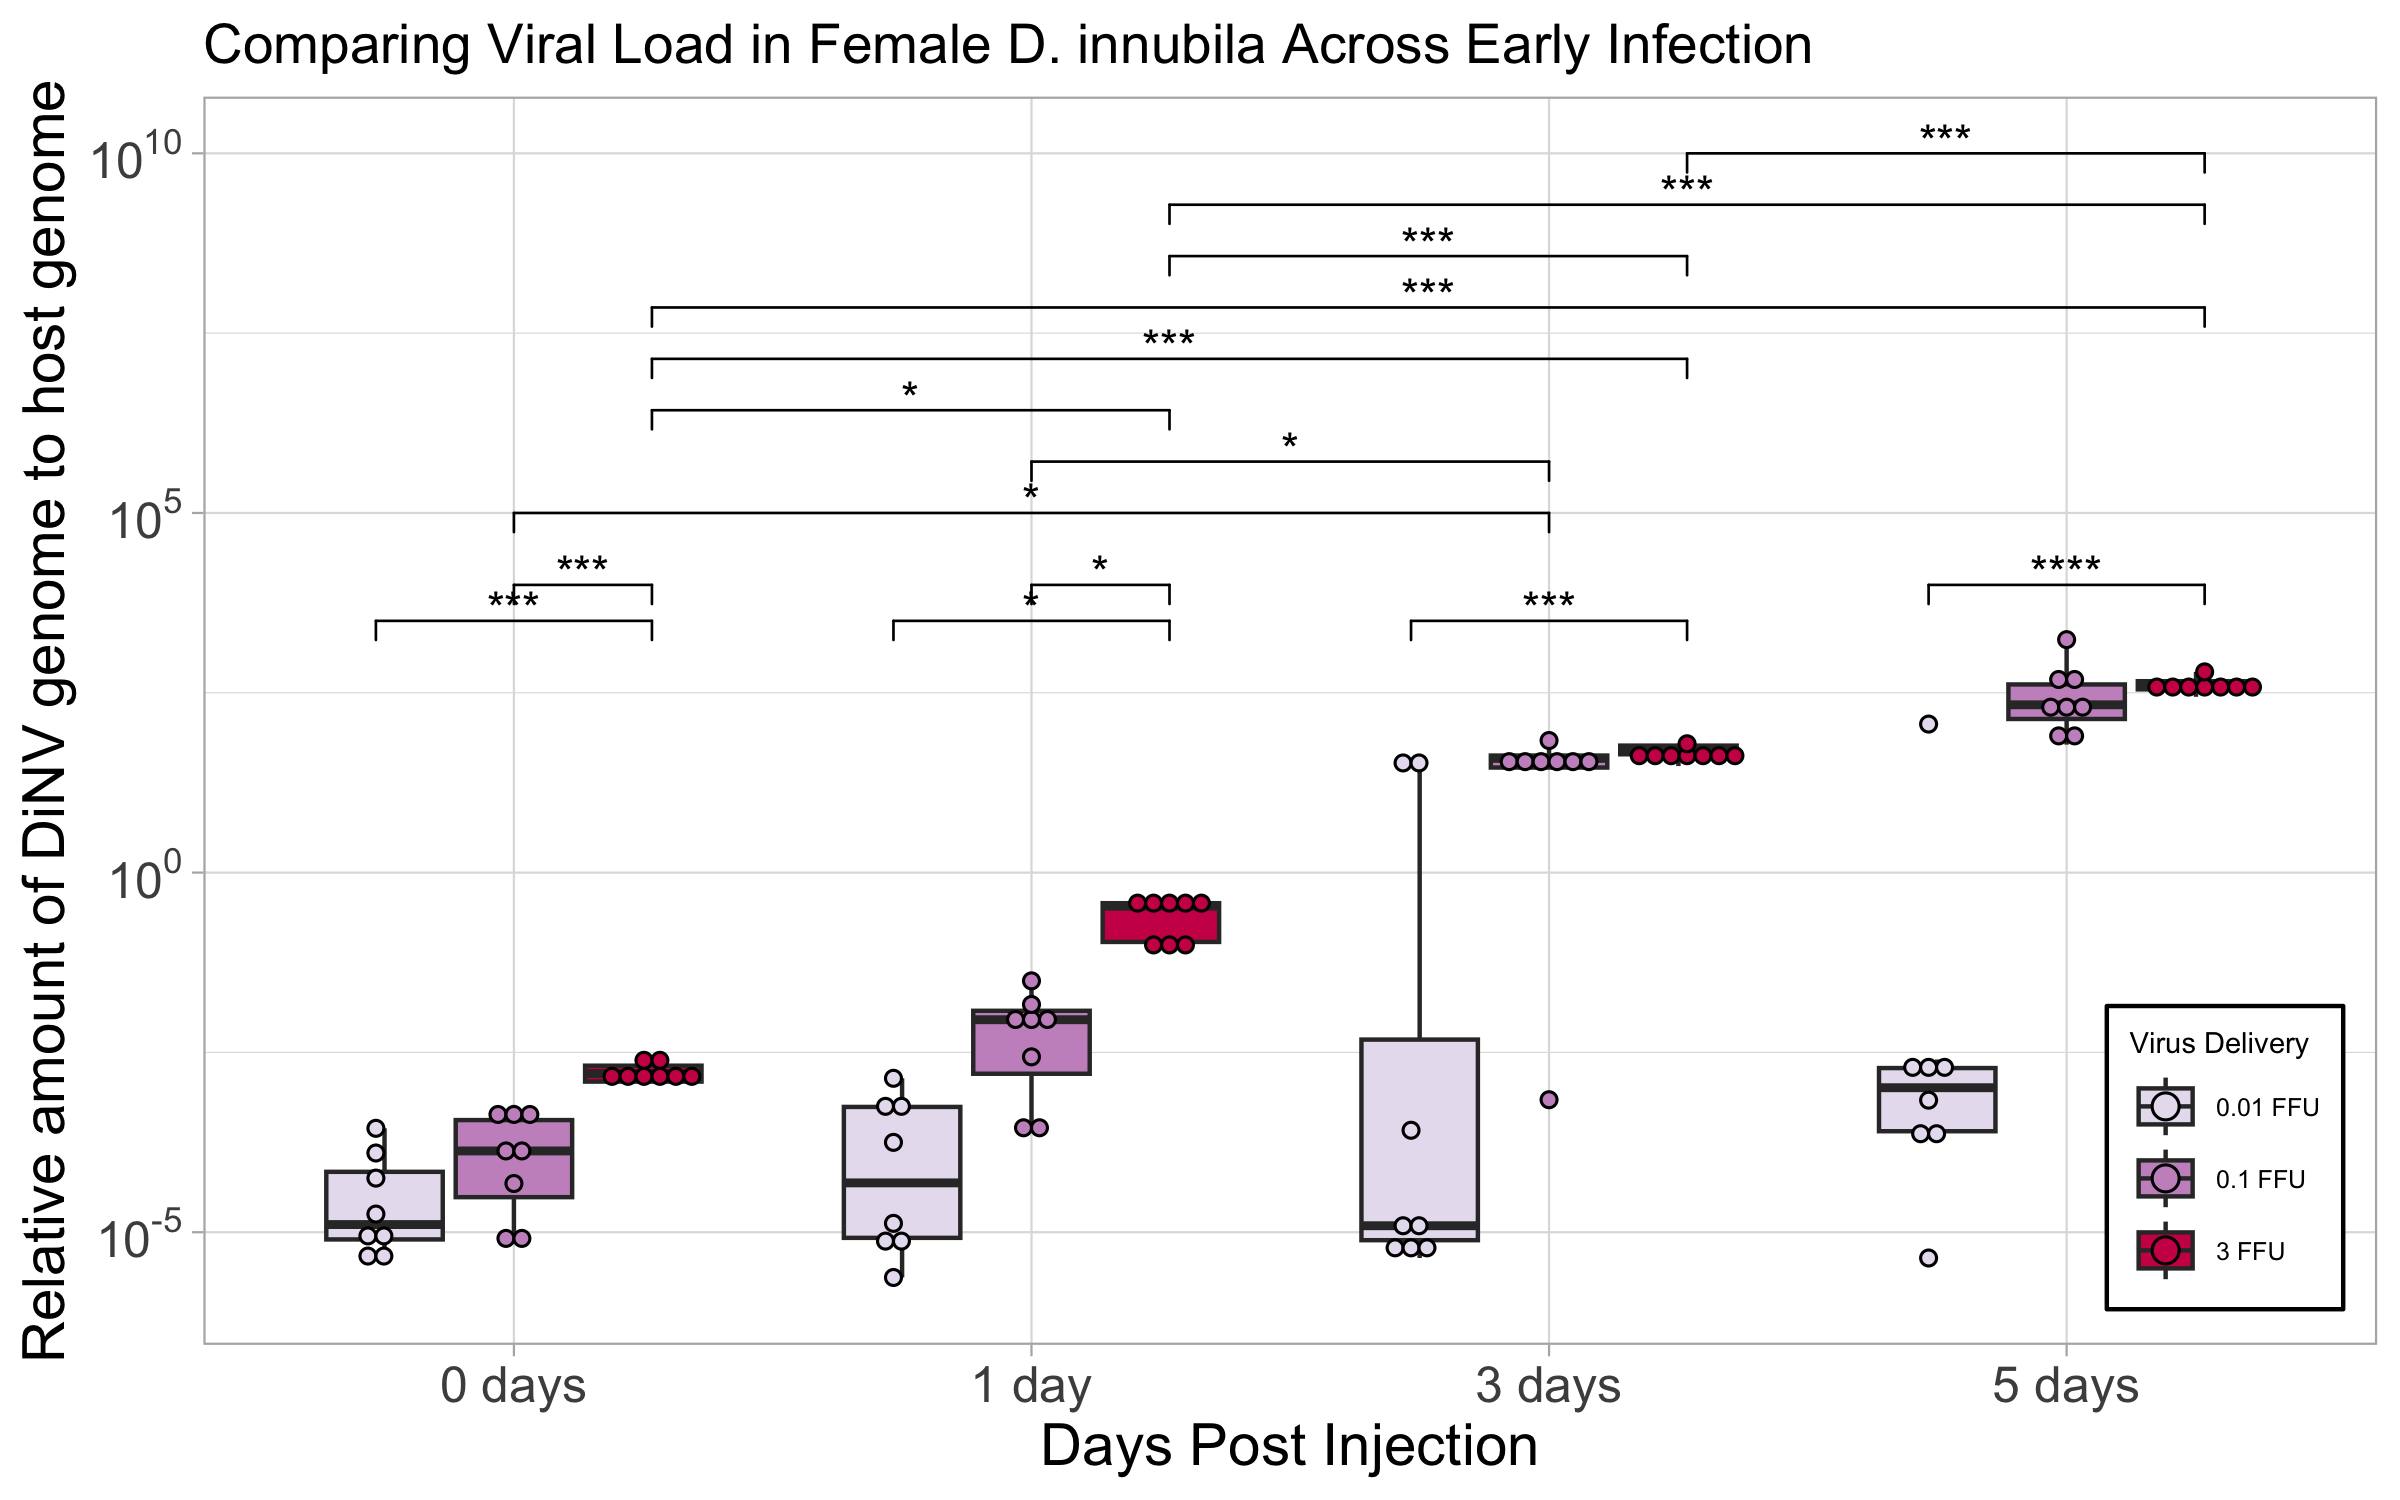 Comparing Viral Load in Female D. innubila Across Early Infection
Relative amount of DiNV genome to host genome
10^10
10^5
10^0
10^-5
***
***
***
***
***
*
*
*
***
*
****
***
*
***
0 days
1 day
3 days
5 days
Days Post Injection
Virus Delivery
0.01 FFU
0.1 FFU
3 FFU